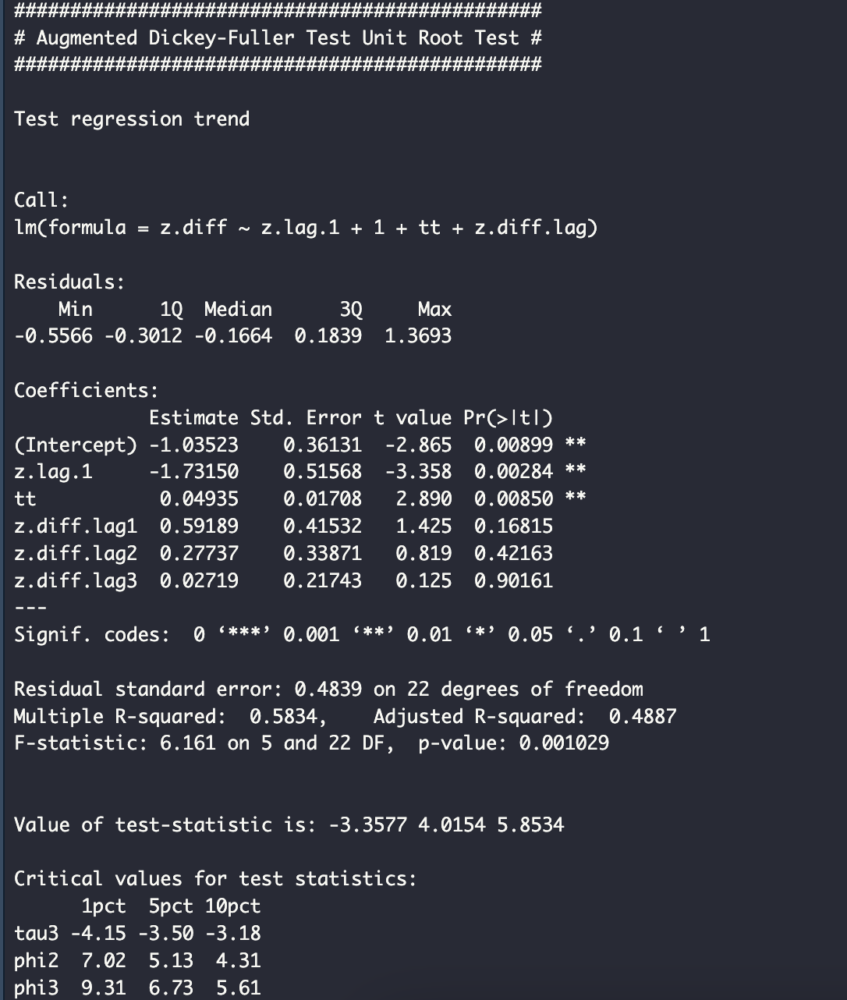 ###############################################
# Augmented Dickey-Fuller Test Unit Root Test #
###############################################
Test regression trend
Call:
lm(formula = z.diff ~ z.lag.1 + 1 + tt + z.diff.lag)
Residuals:
    Min      1Q  Median      3Q     Max
-0.5566 -0.3012 -0.1664  0.1839  1.3693
Coefficients:
            Estimate Std. Error t value Pr(>|t|)
(Intercept) -1.03523    0.36131  -2.865  0.00899 **
z.lag.1     -1.73150    0.51568  -3.358  0.00284 **
tt           0.04935    0.01708   2.890  0.00850 **
z.diff.lag1  0.59189    0.41532   1.425  0.16815
z.diff.lag2  0.27737    0.33871   0.819  0.42163
z.diff.lag3  0.02719    0.21743   0.125  0.90161
---
Signif. codes:  0 ‘***’ 0.001 ‘**’ 0.01 ‘*’ 0.05 ‘.’ 0.1 ‘ ’ 1
Residual standard error: 0.4839 on 22 degrees of freedom
Multiple R-squared:  0.5834,    Adjusted R-squared:  0.4887
F-statistic: 6.161 on 5 and 22 DF,  p-value: 0.001029
Value of test-statistic is: -3.3577 4.0154 5.8534
Critical values for test statistics:
      1pct  5pct 10pct
tau3 -4.15 -3.50 -3.18
phi2  7.02  5.13  4.31
phi3  9.31  6.73  5.61